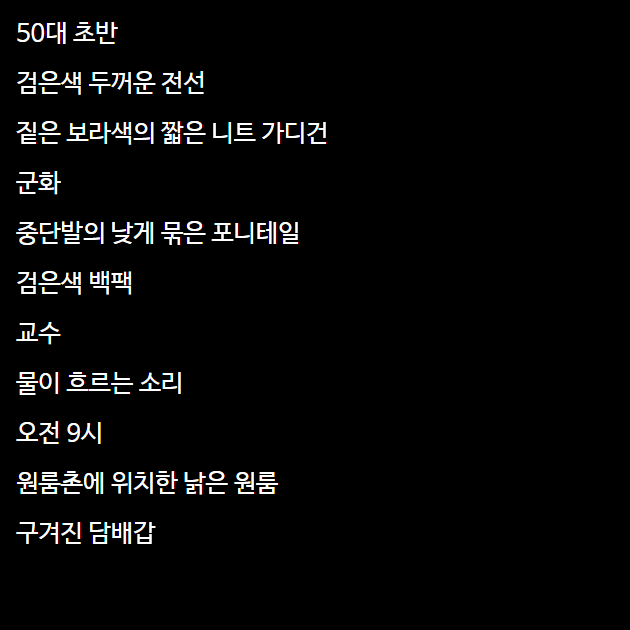 50대 초반
검은색 두꺼운 전선
짙은 보라색의 짧은 니트 가디건
군화
중단발의 낮게 묶은 포니테일
검은색 백팩
교수
물이 흐르는 소리
오전 9시
원룸촌에 위치한 낡은 원룸
구겨진 담배갑